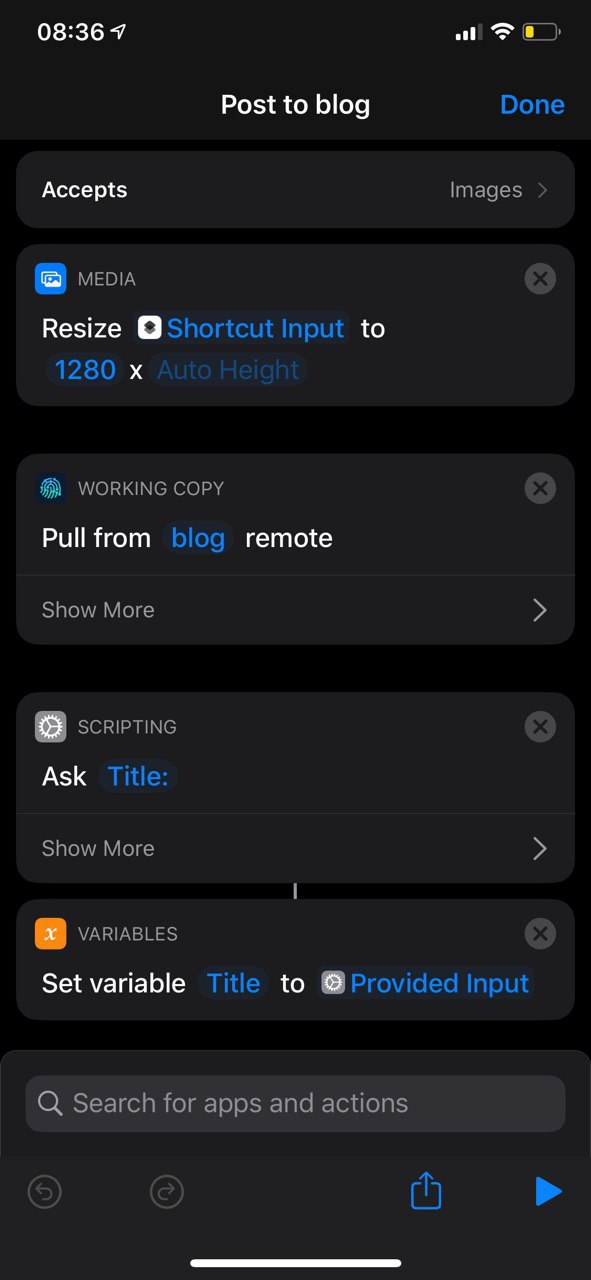 08:36
Post to blog
Done
Accepts
Images
MEDIA
Resize Shortcut Input to
1280 x Auto Height
WORKING COPY
Pull from blog remote
Show More
SCRIPTING
Ask Title:
Show More
VARIABLES
Set variable Title to Provided Input
Search for apps and actions